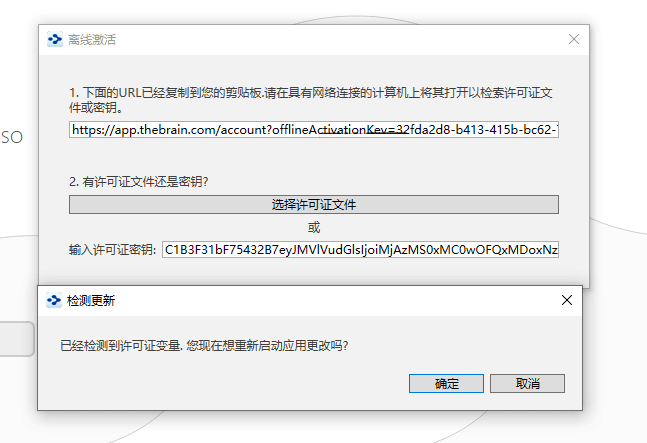 离线激活
1. 下面的URL已经复制到您的剪贴板.请在具有网络连接的计算机上将其打开以检索许可证文
件或密钥。
https://app.thebrain.com/account?offlineActivationKey=32fda2d8-b413-415b-bc62-
SO
2. 有许可证文件还是密钥?
选择许可证文件
或
输入许可证密钥: C1B3F31bF75432B7eyJMVlVudGlsIjoiMjAzMS0xMC0wOFQxMDoxNz
检测更新
已经检测到许可证变量. 您现在想重新启动应用更改吗?
确定 取消